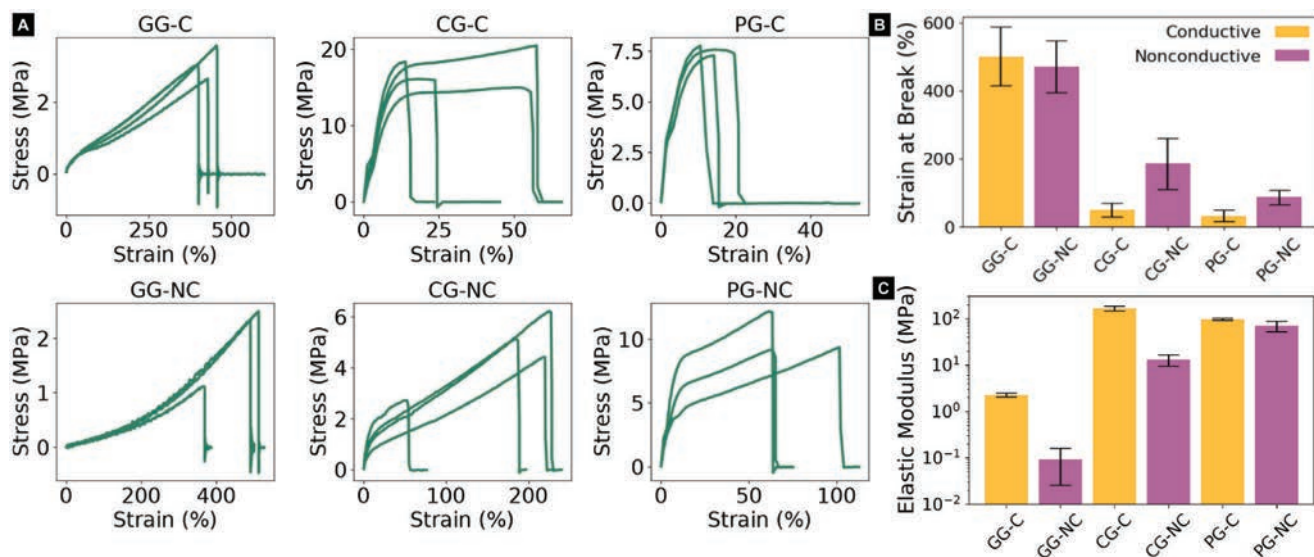 A
GG-C
CG-C
PG-C
Stress (MPa)
0
2
0
250
500
Strain (%)
Stress (MPa)
0
10
20
0
25
50
Strain (%)
Stress (MPa)
0.0
2.5
5.0
7.5
0
20
40
Strain (%)
GG-NC
CG-NC
PG-NC
Stress (MPa)
0
1
2
0
200
400
Strain (%)
Stress (MPa)
0
2
4
6
0
100
200
Strain (%)
Stress (MPa)
0
5
10
0
50
100
Strain (%)
B
Strain at Break (%)
600
400
200
0
Conductive
Nonconductive
GG-C
GG-NC
CG-C
CG-NC
PG-C
PG-NC
C
Elastic Modulus (MPa)
10²
10¹
10⁰
10⁻¹
10⁻²
GG-C
GG-NC
CG-C
CG-NC
PG-C
PG-NC